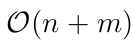 𝒪(n + m)